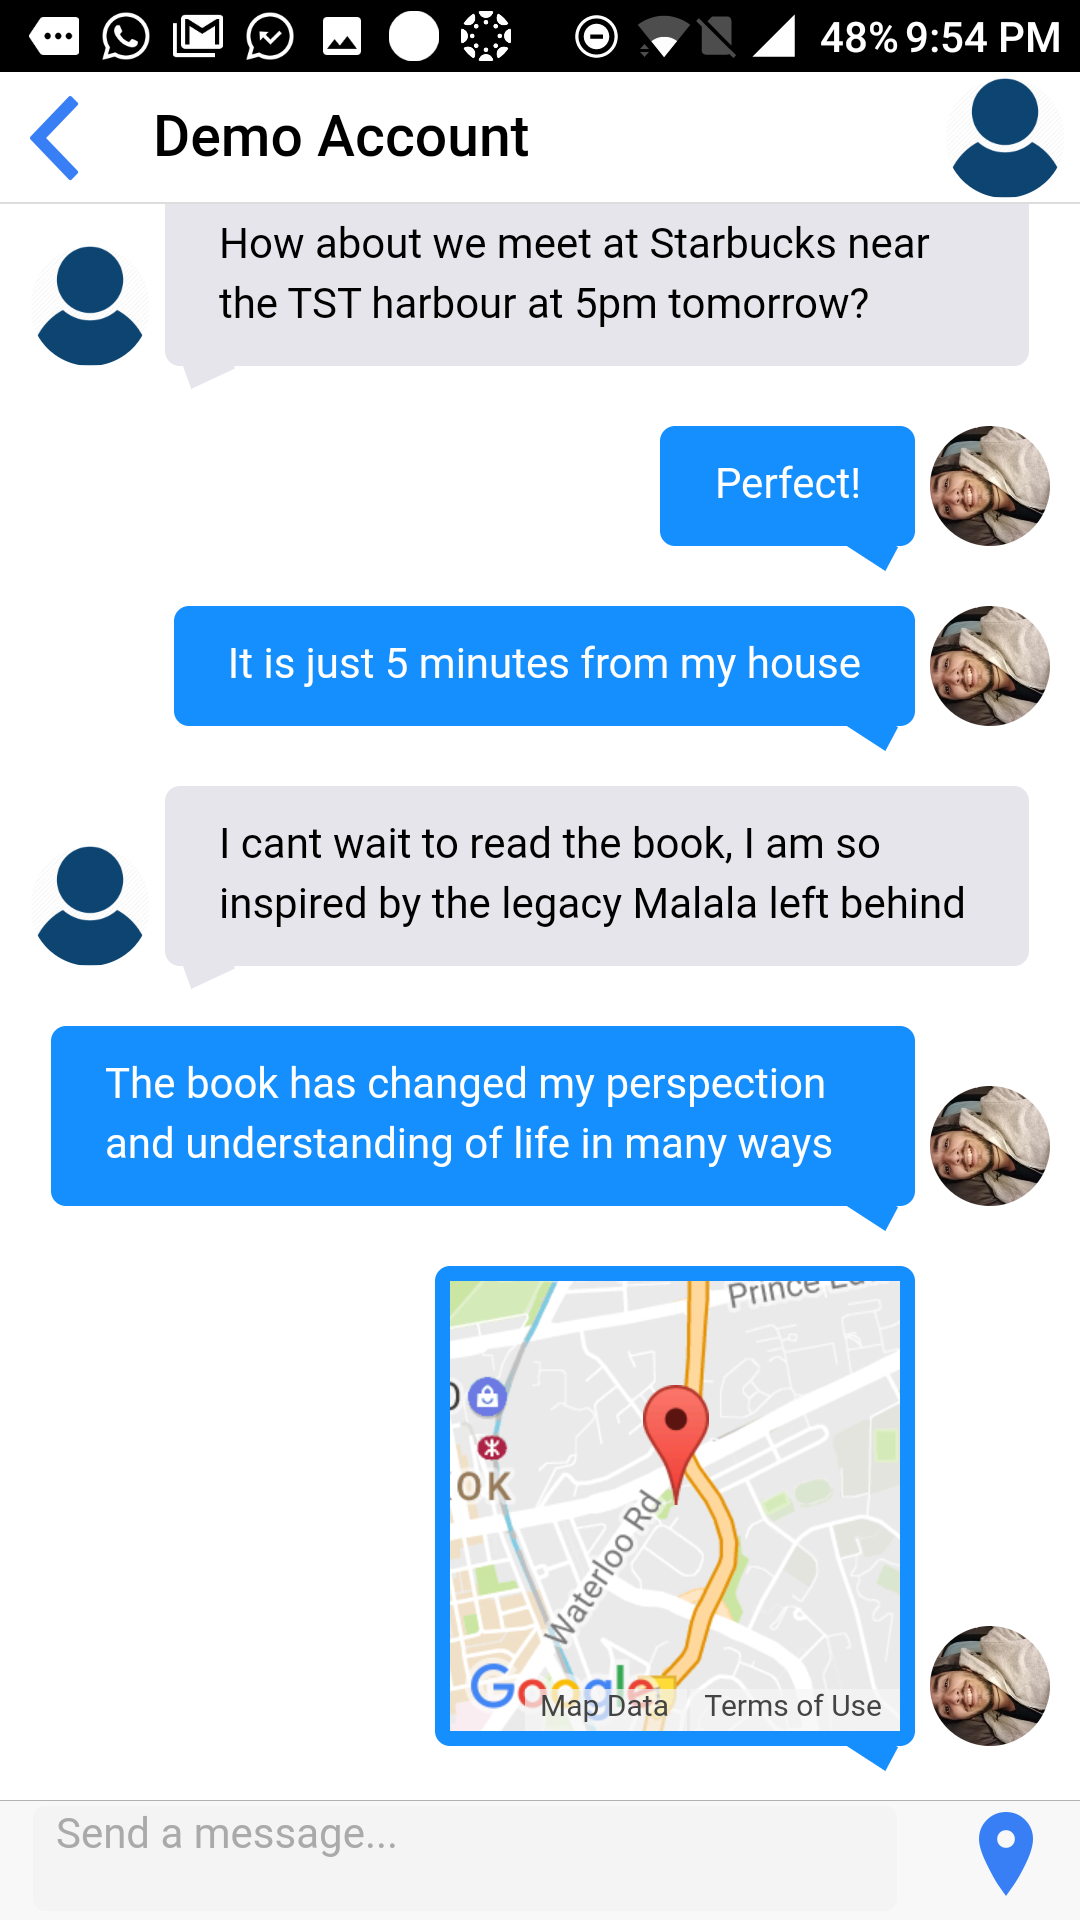 48% 9:54 PM
Demo Account
How about we meet at Starbucks near
the TST harbour at 5pm tomorrow?
Perfect!
It is just 5 minutes from my house
I cant wait to read the book, I am so
inspired by the legacy Malala left behind
The book has changed my perspection
and understanding of life in many ways
Prince
OK
Waterloo Rd
Google
Map Data Terms of Use
Send a message...